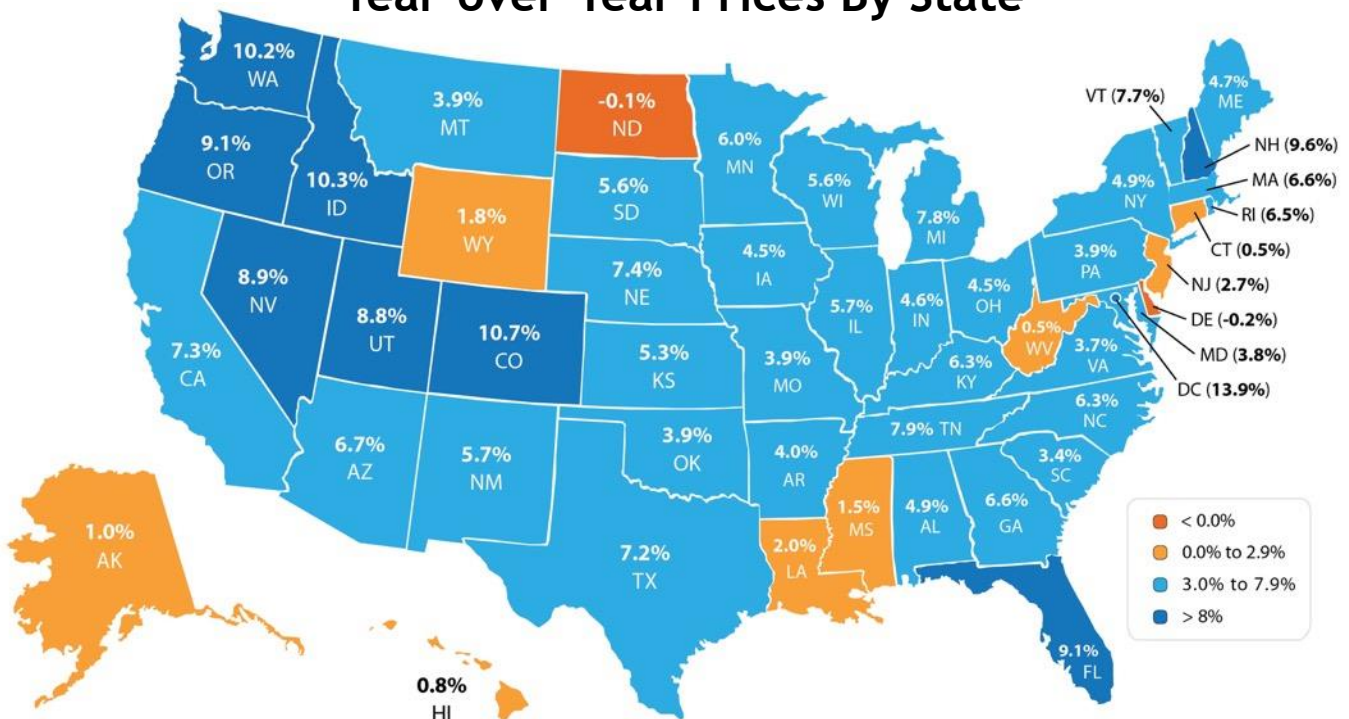 Year-over-Year Prices By State
10.2%
WA
9.1%
OR
10.3%
ID
3.9%
MT
-0.1%
ND
6.0%
MN
5.6%
SD
1.8%
WY
8.9%
NV
8.8%
UT
10.7%
CO
7.3%
CA
7.4%
NE
4.5%
IA
5.6%
WI
7.8%
MI
5.7%
IL
4.6%
IN
4.5%
OH
3.9%
PA
4.9%
NY
4.7%
ME
VT (7.7%)
NH (9.6%)
MA (6.6%)
RI (6.5%)
CT (0.5%)
NJ (2.7%)
DE (-0.2%)
MD (3.8%)
DC (13.9%)
0.5%
WV
3.7%
VA
6.3%
KY
5.3%
KS
3.9%
MO
6.7%
AZ
5.7%
NM
3.9%
OK
4.0%
AR
7.9% TN
6.3%
NC
3.4%
SC
7.2%
TX
2.0%
LA
1.5%
MS
4.9%
AL
6.6%
GA
9.1%
FL
1.0%
AK
0.8%
HI
< 0.0%
0.0% to 2.9%
3.0% to 7.9%
> 8%